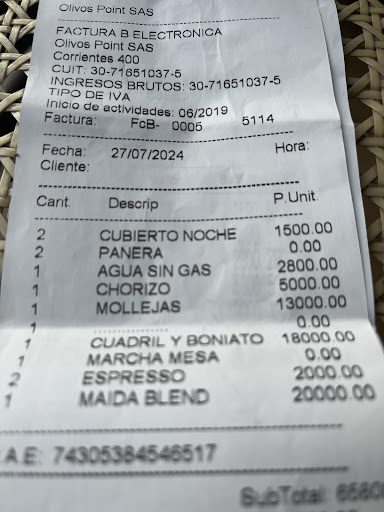 Olivos Point SAS
FACTURA B ELECTRONICA
Olivos Point SAS
Corrientes 400
CUIT: 30-71651037-5
INGRESOS BRUTOS: 30-71651037-5
TIPO DE IVA
Inicio de actividades: 06/2019
Factura: FcB- 0005 5114
Fecha: 27/07/2024 Hora:
Cliente:
Cant. Descrip P.Unit.
2 CUBIERTO NOCHE 1500.00
2 PANERA 0.00
1 AGUA SIN GAS 2800.00
1 CHORIZO 5000.00
1 MOLLEJAS 13000.00
1 ................ 0.00
1 CUADRIL Y BONIATO 18000.00
1 MARCHA MESA 0.00
2 ESPRESSO 2000.00
1 MAIDA BLEND 20000.00
.A.E: 74305384546517
SubTotal: 6580